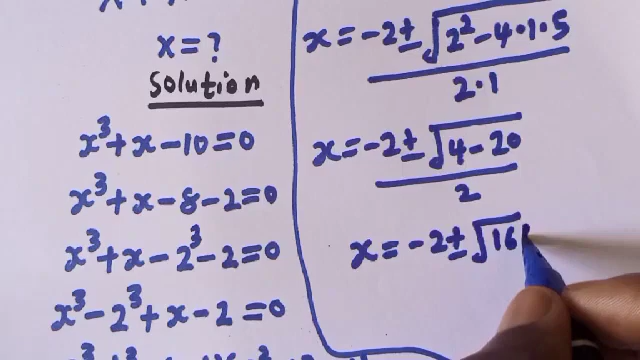 x = ?
Solution
x³ + x - 10 = 0
x³ + x - 8 - 2 = 0
x³ + x - 2³ - 2 = 0
x³ - 2³ + x - 2 = 0
x = -2 ± √(2² - 4·1·5)
2·1
x = -2 ± √(4 - 20)
2
x = -2 ± √16